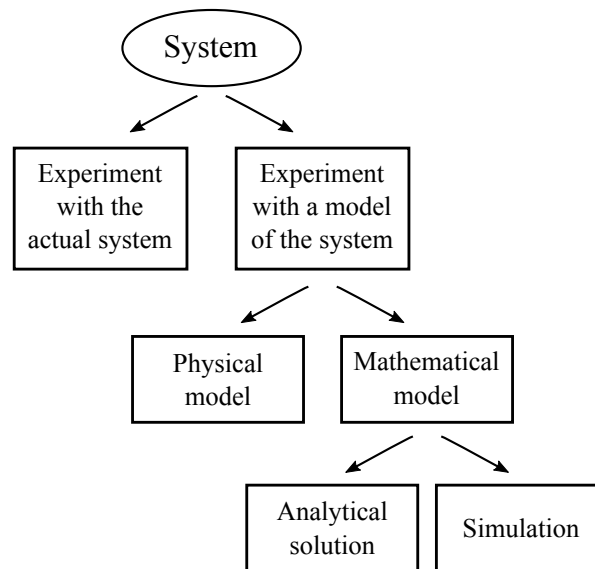 System
Experiment
with the
actual system
Experiment
with a model
of the system
Physical
model
Mathematical
model
Analytical
solution
Simulation